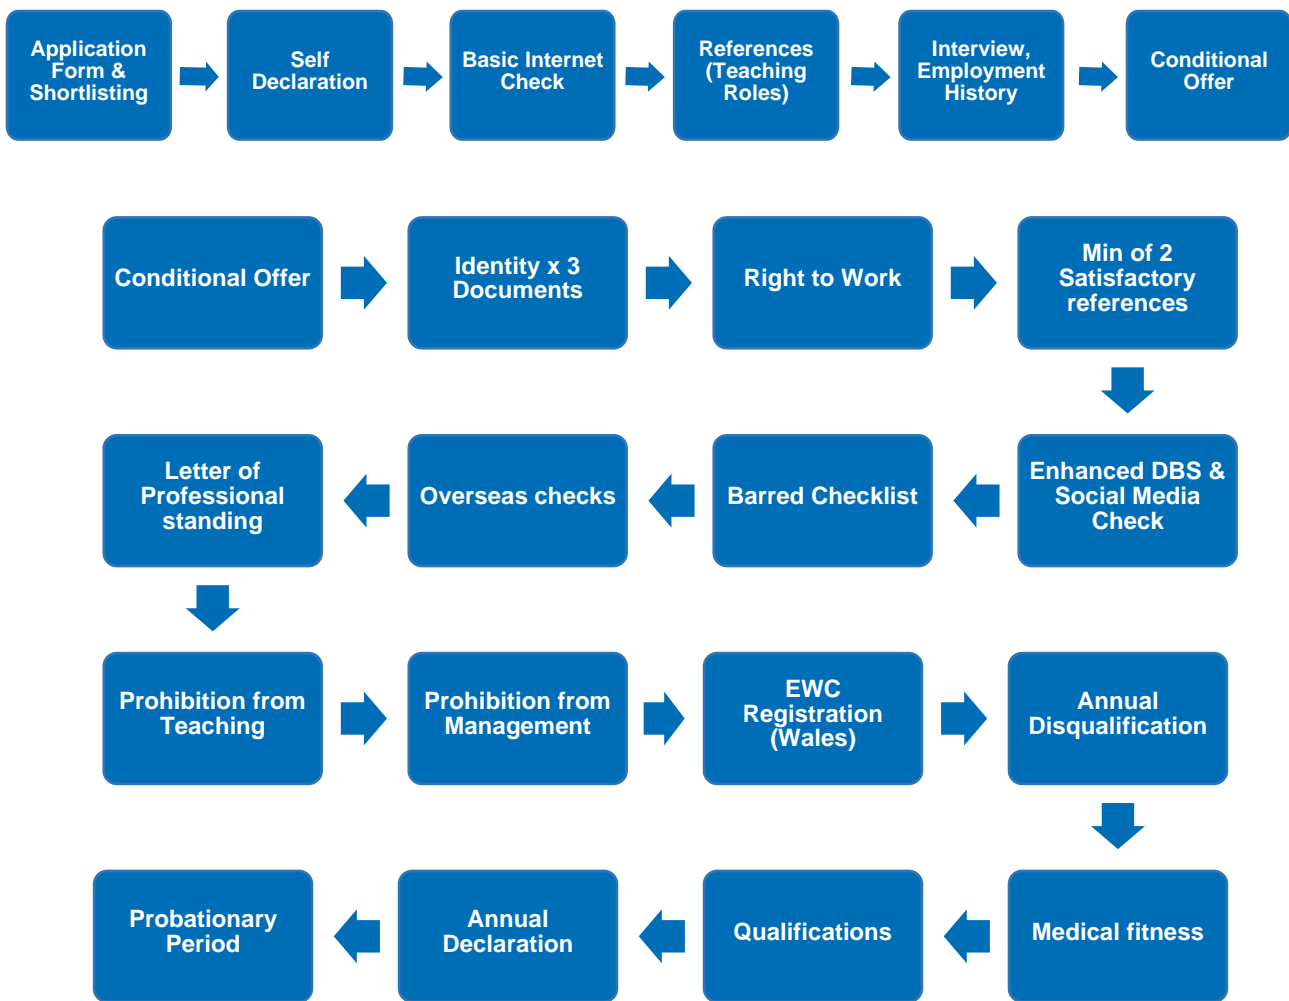 Application
Form &
Shortlisting
Self
Declaration
Basic Internet
Check
References
(Teaching
Roles)
Interview,
Employment
History
Conditional
Offer
Conditional Offer
Identity x 3
Documents
Right to Work
Min of 2
Satisfactory
references
Enhanced DBS &
Social Media
Check
Barred Checklist
Overseas checks
Letter of
Professional
standing
Prohibition from
Teaching
Prohibition from
Management
EWC
Registration
(Wales)
Annual
Disqualification
Medical fitness
Qualifications
Annual
Declaration
Probationary
Period